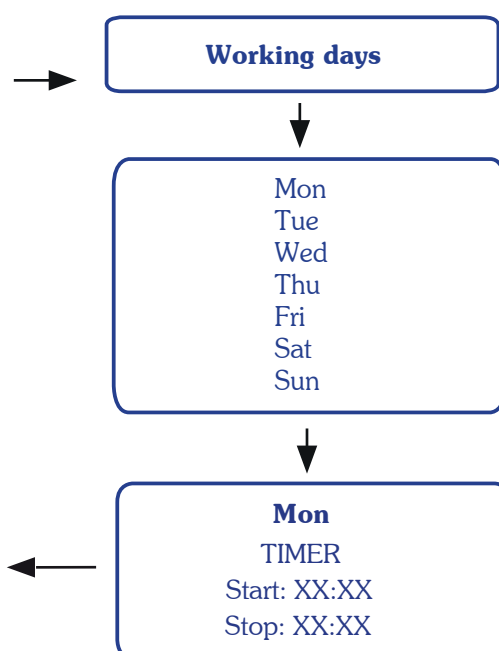 Working days
Mon
Tue
Wed
Thu
Fri
Sat
Sun
Mon
TIMER
Start: XX:XX
Stop: XX:XX